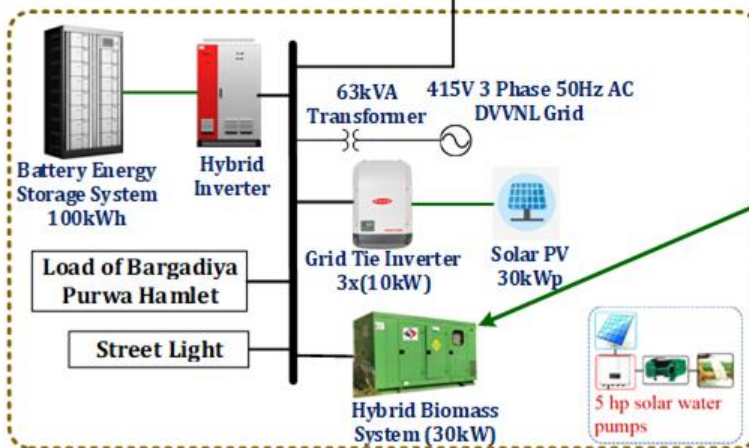 63kVA
Transformer
415V 3 Phase 50Hz AC
DVVNL Grid
Battery Energy
Storage System
100kWh
Hybrid
Inverter
Grid Tie Inverter
3x(10kW)
Solar PV
30kWp
Load of Bargadiya
Purwa Hamlet
Street Light
Hybrid Biomass
System (30kW)
5 hp solar water
pumps